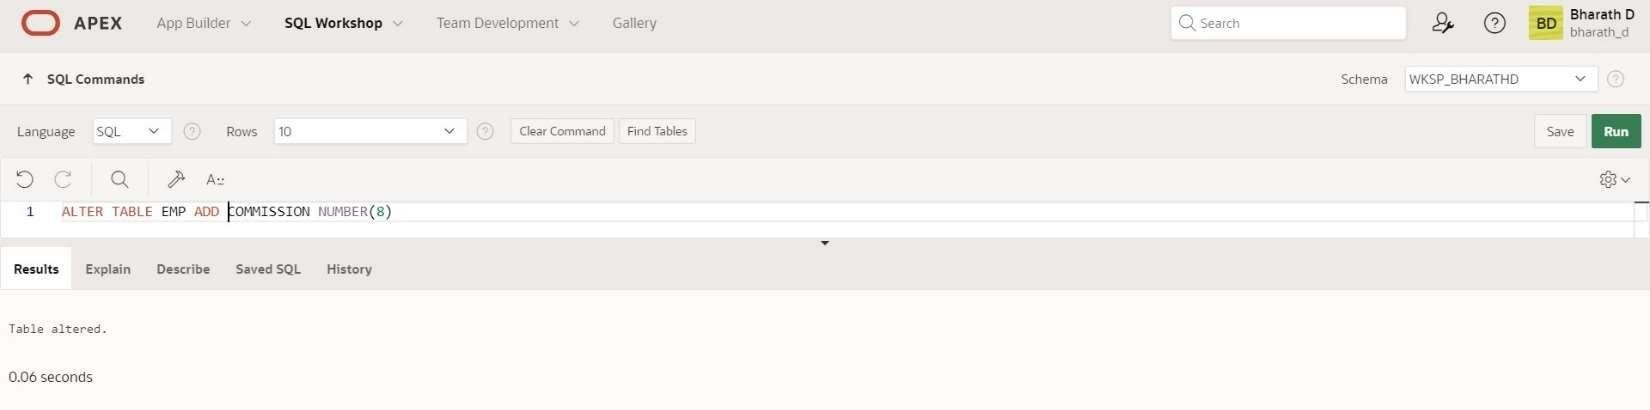 APEX App Builder SQL Workshop Team Development Gallery Search BD Bharath D
bharath_d
SQL Commands Schema WKSP_BHARATHD
Language SQL Rows 10 Clear Command Find Tables Save Run
A
1 ALTER TABLE EMP ADD COMMISSION NUMBER(8)
Results Explain Describe Saved SQL History
Table altered.
0.06 seconds